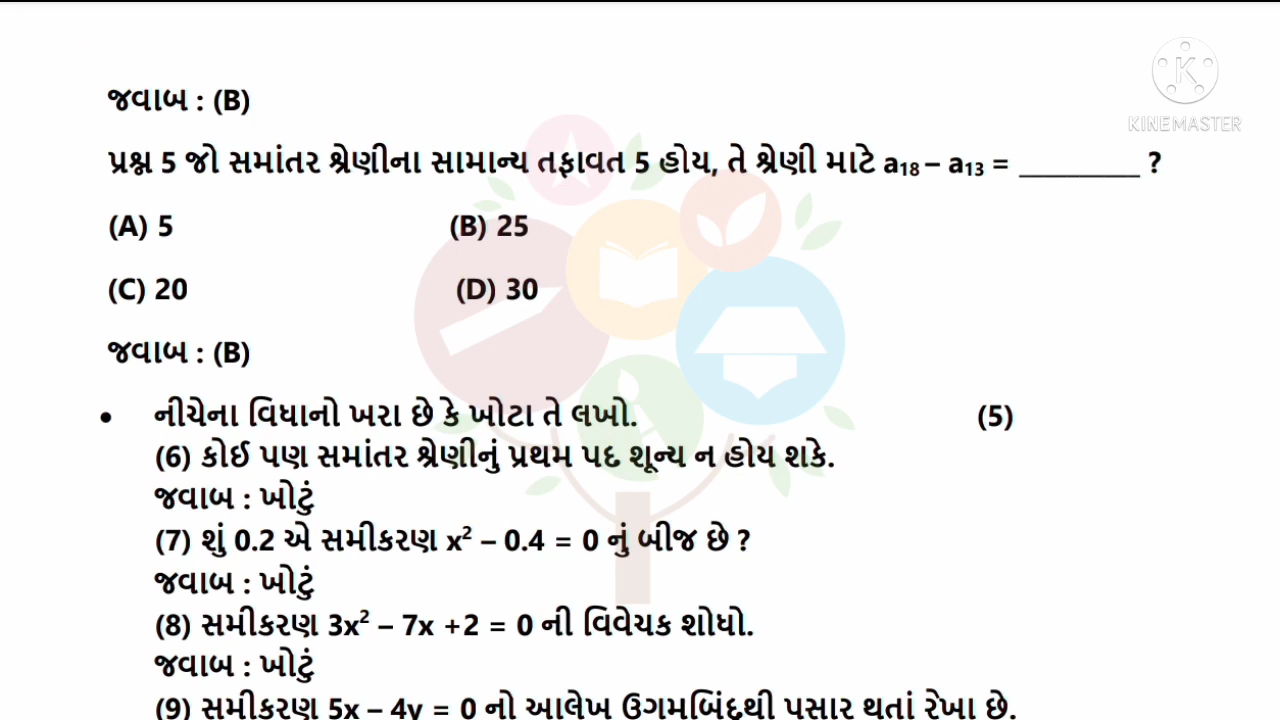 KINEMASTER
જવાબ : (B)
પ્રશ્ન 5 જો સમાંતર શ્રેણીના સામાન્ય તફાવત 5 હોય, તે શ્રેણી માટે a₁₈ – a₁₃ = ________ ?
(A) 5 (B) 25
(C) 20 (D) 30
જવાબ : (B)
• નીચેના વિધાનો ખરા છે કે ખોટા તે લખો. (5)
(6) કોઈ પણ સમાંતર શ્રેણીનું પ્રથમ પદ શૂન્ય ન હોય શકે.
જવાબ : ખોટું
(7) શું 0.2 એ સમીકરણ x² – 0.4 = 0 નું બીજ છે ?
જવાબ : ખોટું
(8) સમીકરણ 3x² – 7x +2 = 0 ની વિવેચક શોધો.
જવાબ : ખોટું
(9) સમીકરણ 5x – 4y = 0 નો આલેખ ઉગમબિંદુથી પસાર થતાં રેખા છે.